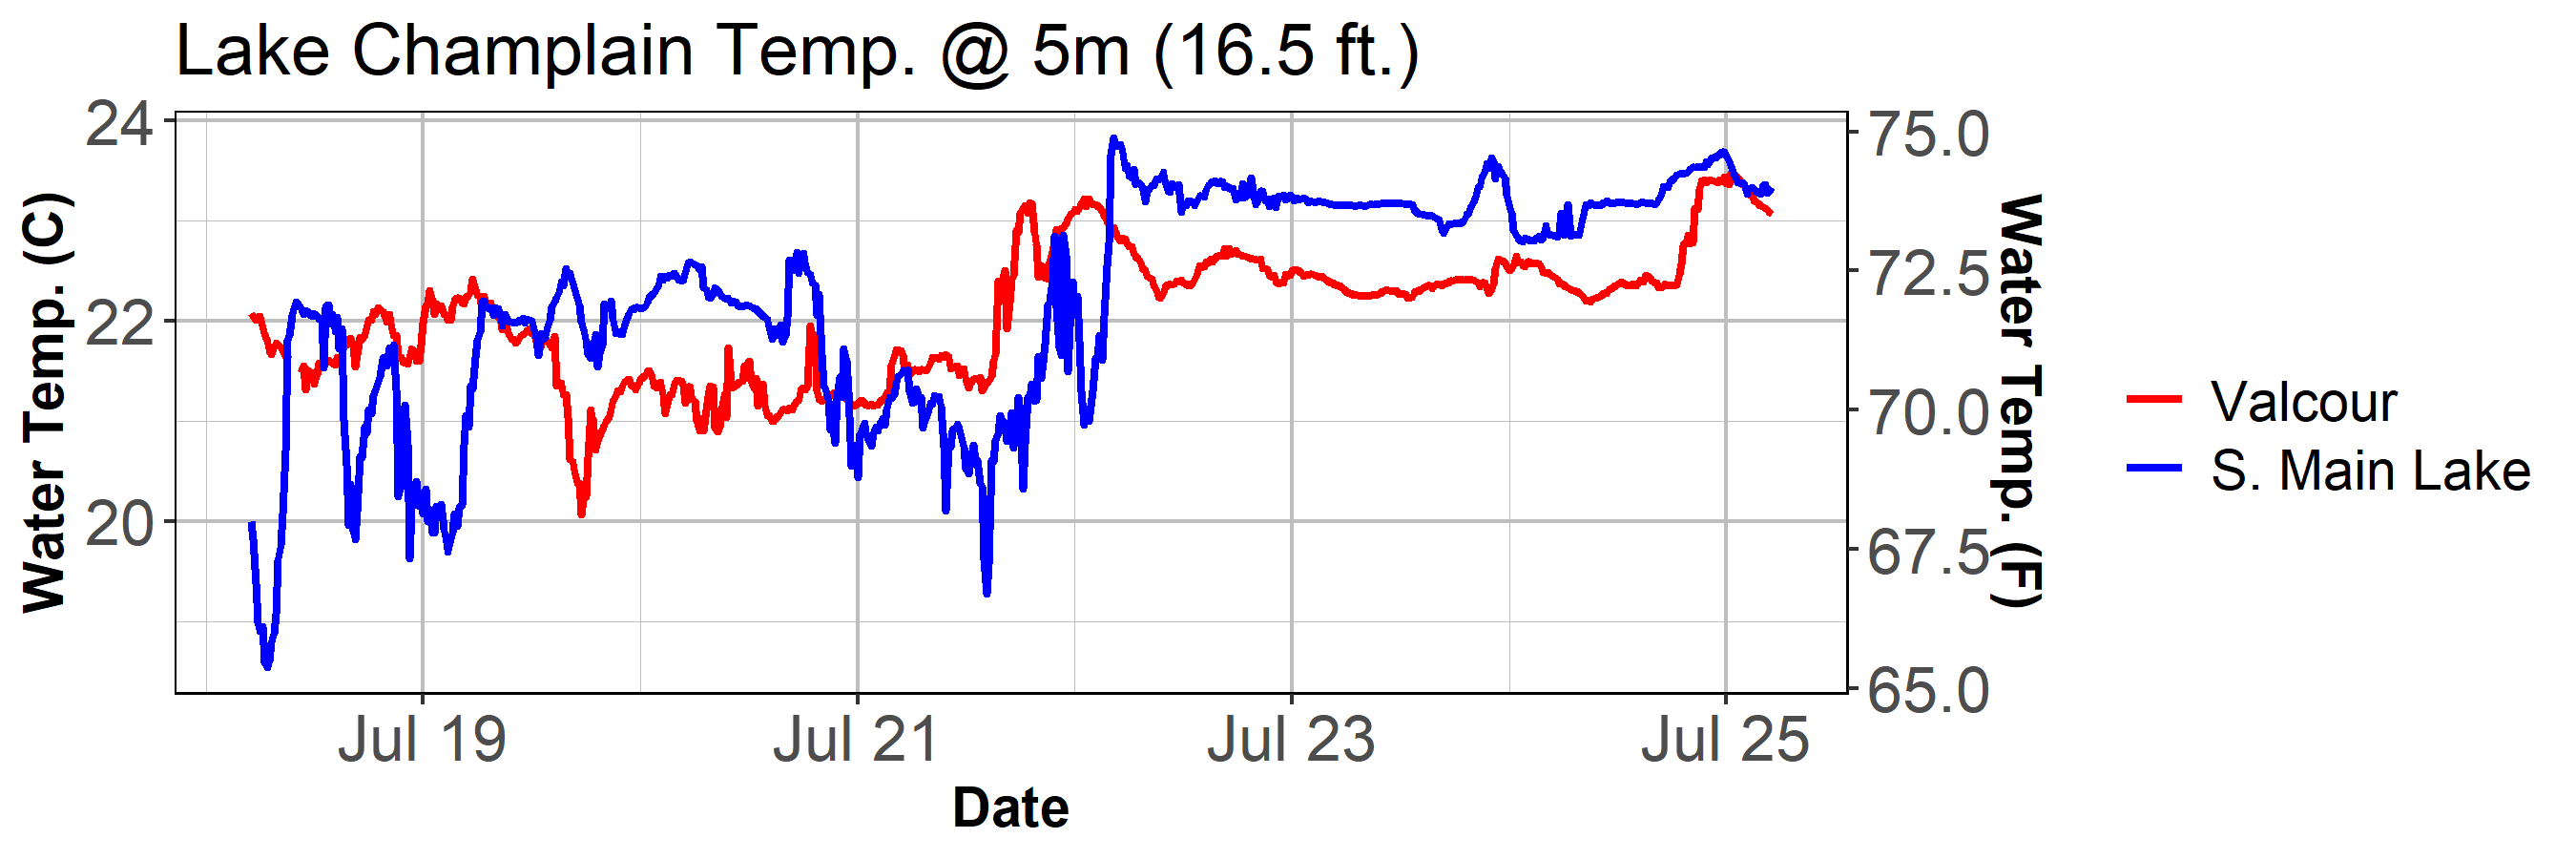 Lake Champlain Temp. @ 5m (16.5 ft.)
Water Temp. (C)
24
22
20
75.0
72.5
70.0
67.5
65.0
Water Temp. (F)
Jul 19
Jul 21
Jul 23
Jul 25
Date
Valcour
S. Main Lake